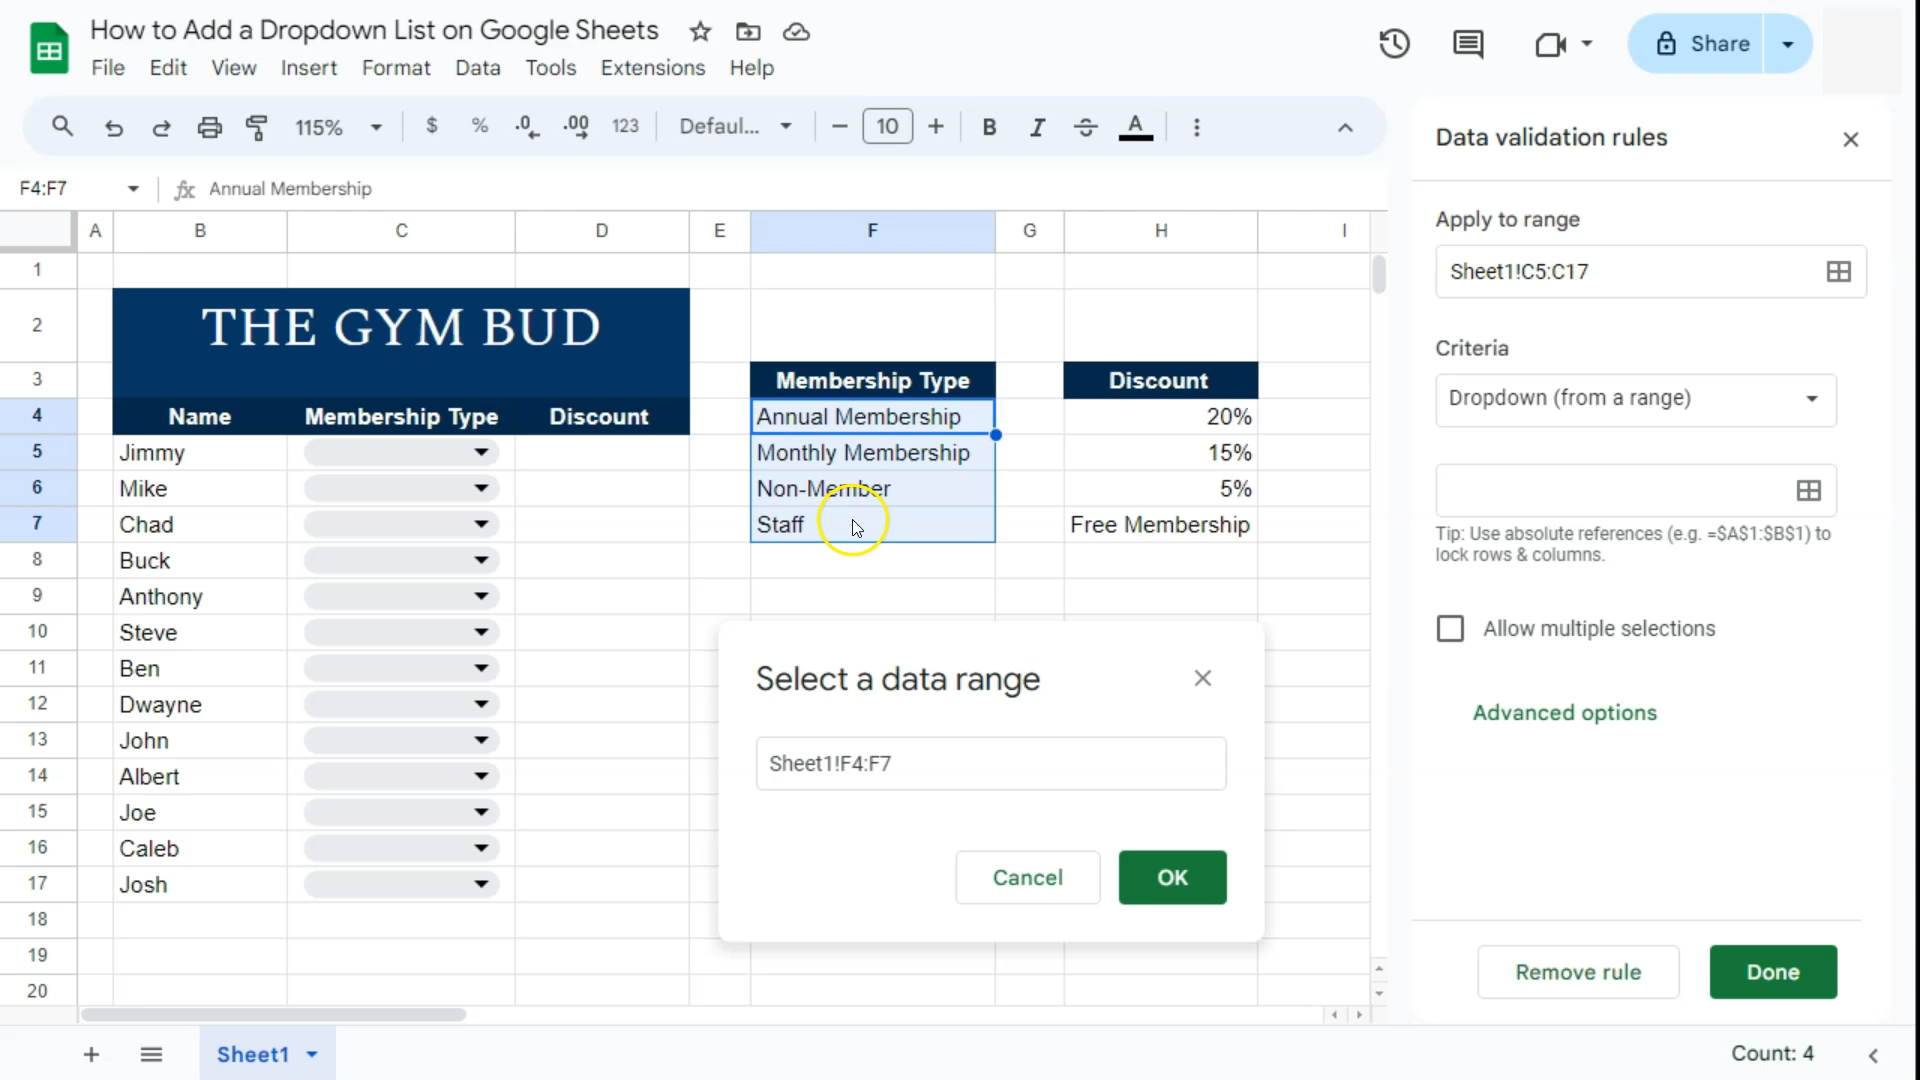 How to Add a Dropdown List on Google Sheets
File Edit View Insert Format Data Tools Extensions Help
Share
115% $ % .0 .00 123 Defaul... 10 B I S A
F4:F7 fx Annual Membership
A B C D E F G H I
1
2 THE GYM BUD
3 Membership Type Discount
4 Name Membership Type Discount Annual Membership 20%
5 Jimmy Monthly Membership 15%
6 Mike Non-Member 5%
7 Chad Staff Free Membership
8 Buck
9 Anthony
10 Steve
11 Ben
12 Dwayne
13 John
14 Albert
15 Joe
16 Caleb
17 Josh
18
19
20
Select a data range
Sheet1!F4:F7
Cancel OK
Data validation rules
Apply to range
Sheet1!C5:C17
Criteria
Dropdown (from a range)
Tip: Use absolute references (e.g. =$A$1:$B$1) to
lock rows & columns.
Allow multiple selections
Advanced options
Remove rule Done
Sheet1
Count: 4